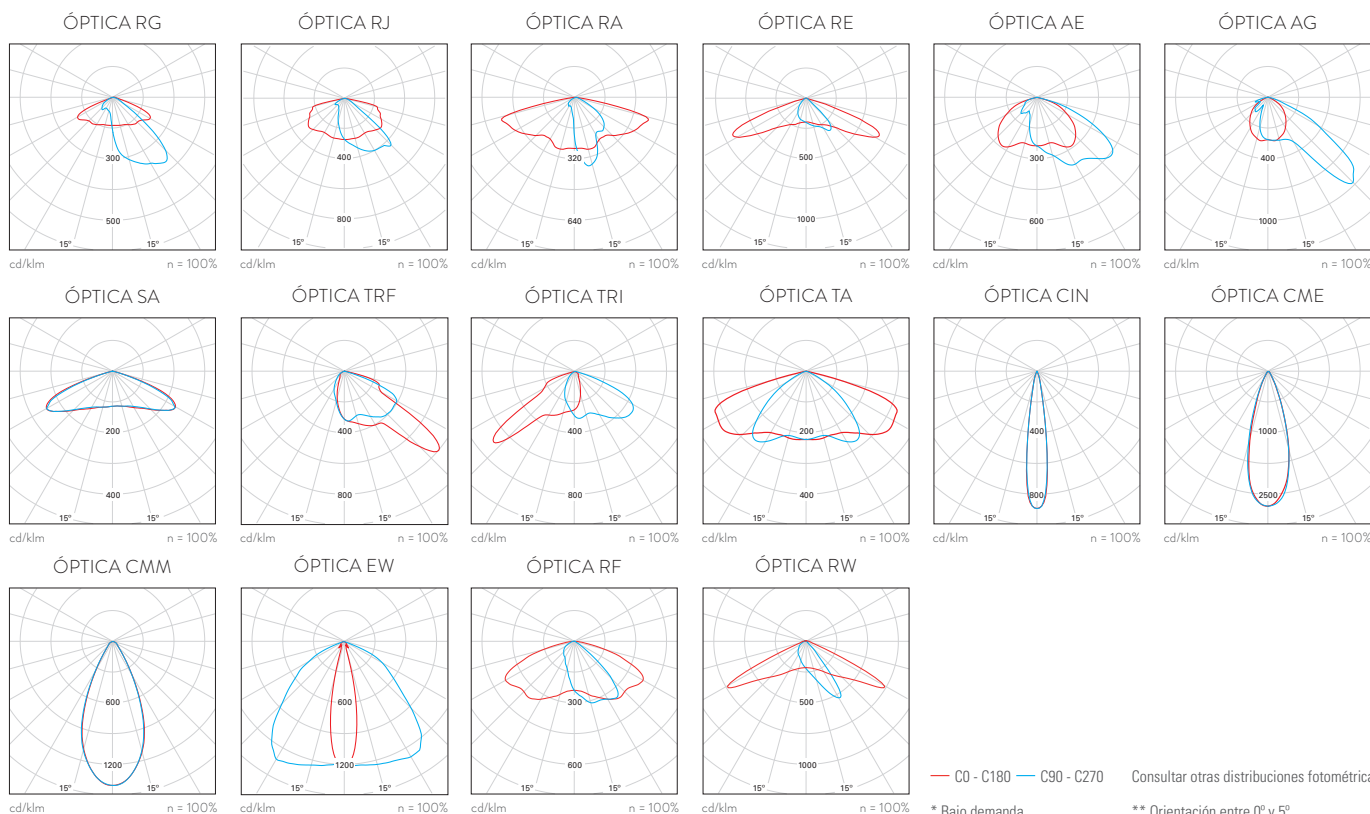 ÓPTICA RG ÓPTICA RJ ÓPTICA RA ÓPTICA RE ÓPTICA AE ÓPTICA AG
300 400 320 500 300 400
500 800 640 1000 600 1000
15° 15° 15° 15° 15° 15° 15° 15° 15° 15° 15° 15°
cd/klm n = 100% cd/klm n = 100% cd/klm n = 100% cd/klm n = 100% cd/klm n = 100% cd/klm n = 100%
ÓPTICA SA ÓPTICA TRF ÓPTICA TRI ÓPTICA TA ÓPTICA CIN ÓPTICA CME
200 400 400 200 400 1000
400 800 800 400 800 2500
15° 15° 15° 15° 15° 15° 15° 15° 15° 15° 15° 15°
cd/klm n = 100% cd/klm n = 100% cd/klm n = 100% cd/klm n = 100% cd/klm n = 100% cd/klm n = 100%
ÓPTICA CMM ÓPTICA EW ÓPTICA RF ÓPTICA RW
600 600 300 500
1200 1200 600 1000
15° 15° 15° 15° 15° 15° 15° 15°
cd/klm n = 100% cd/klm n = 100% cd/klm n = 100% cd/klm n = 100%
C0 - C180 C90 - C270 Consultar otras distribuciones fotométrica
* Bajo demanda ** Orientación entre 0º y 5º